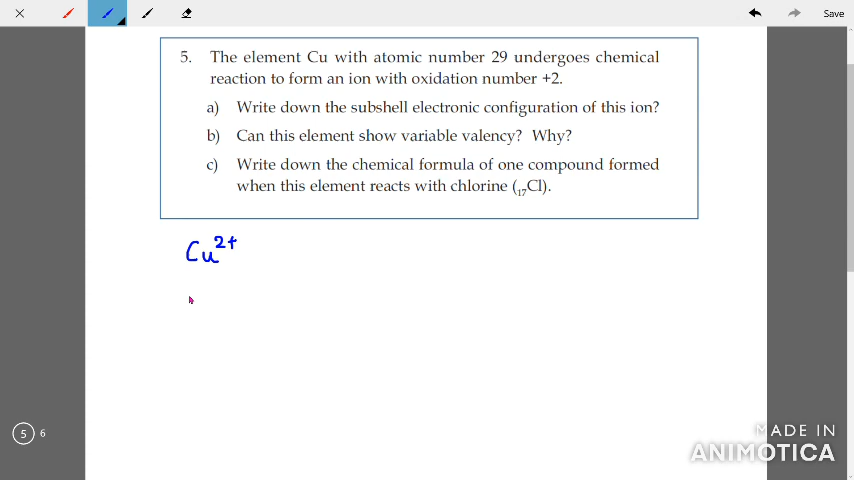 Save
5. The element Cu with atomic number 29 undergoes chemical
reaction to form an ion with oxidation number +2.
a) Write down the subshell electronic configuration of this ion?
b) Can this element show variable valency? Why?
c) Write down the chemical formula of one compound formed
when this element reacts with chlorine (₁₇Cl).
Cu²⁺
5 6
MADE IN
ANIMOTICA